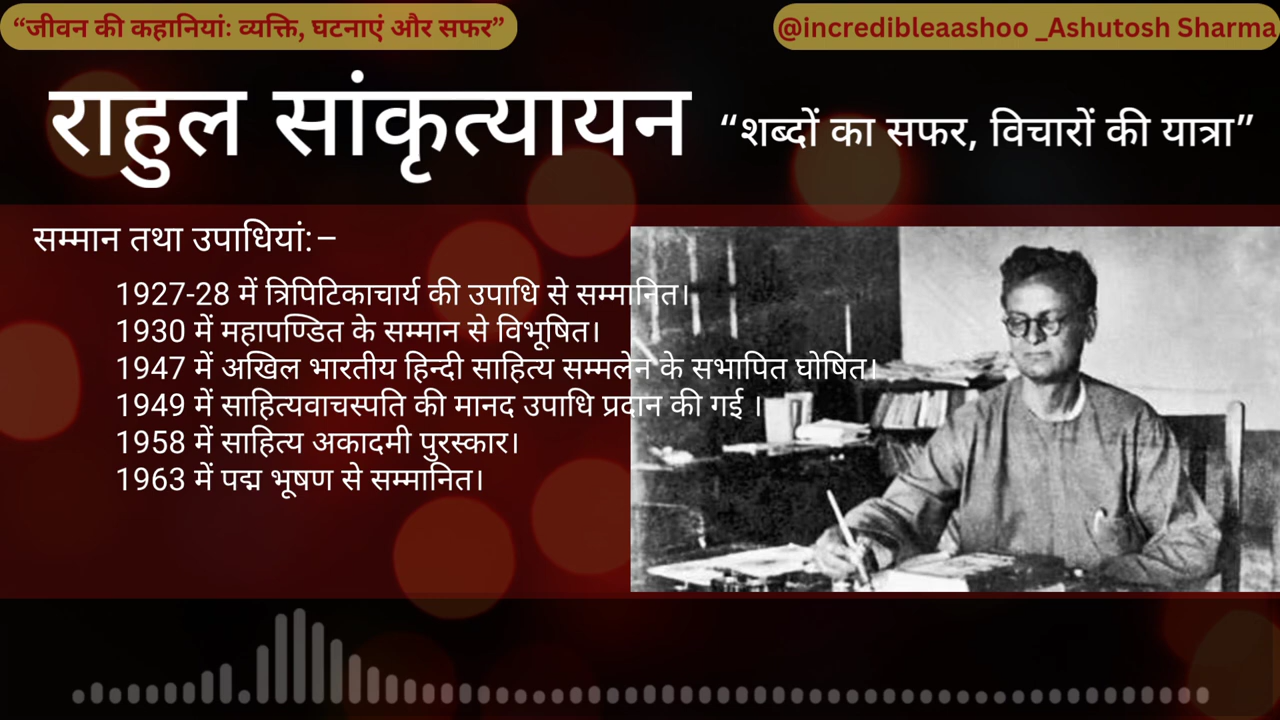 “जीवन की कहानियां: व्यक्ति, घटनाएं और सफर”
@incredibleaashoo _Ashutosh Sharma
राहुल सांकृत्यायन
“शब्दों का सफर, विचारों की यात्रा”
सम्मान तथा उपाधियां:–
1927-28 में त्रिपिटिकाचार्य की उपाधि से सम्मानित।
1930 में महापण्डित के सम्मान से विभूषित।
1947 में अखिल भारतीय हिन्दी साहित्य सम्मलेन के सभापित घोषित।
1949 में साहित्यवाचस्पति की मानद उपाधि प्रदान की गई ।
1958 में साहित्य अकादमी पुरस्कार।
1963 में पद्म भूषण से सम्मानित।